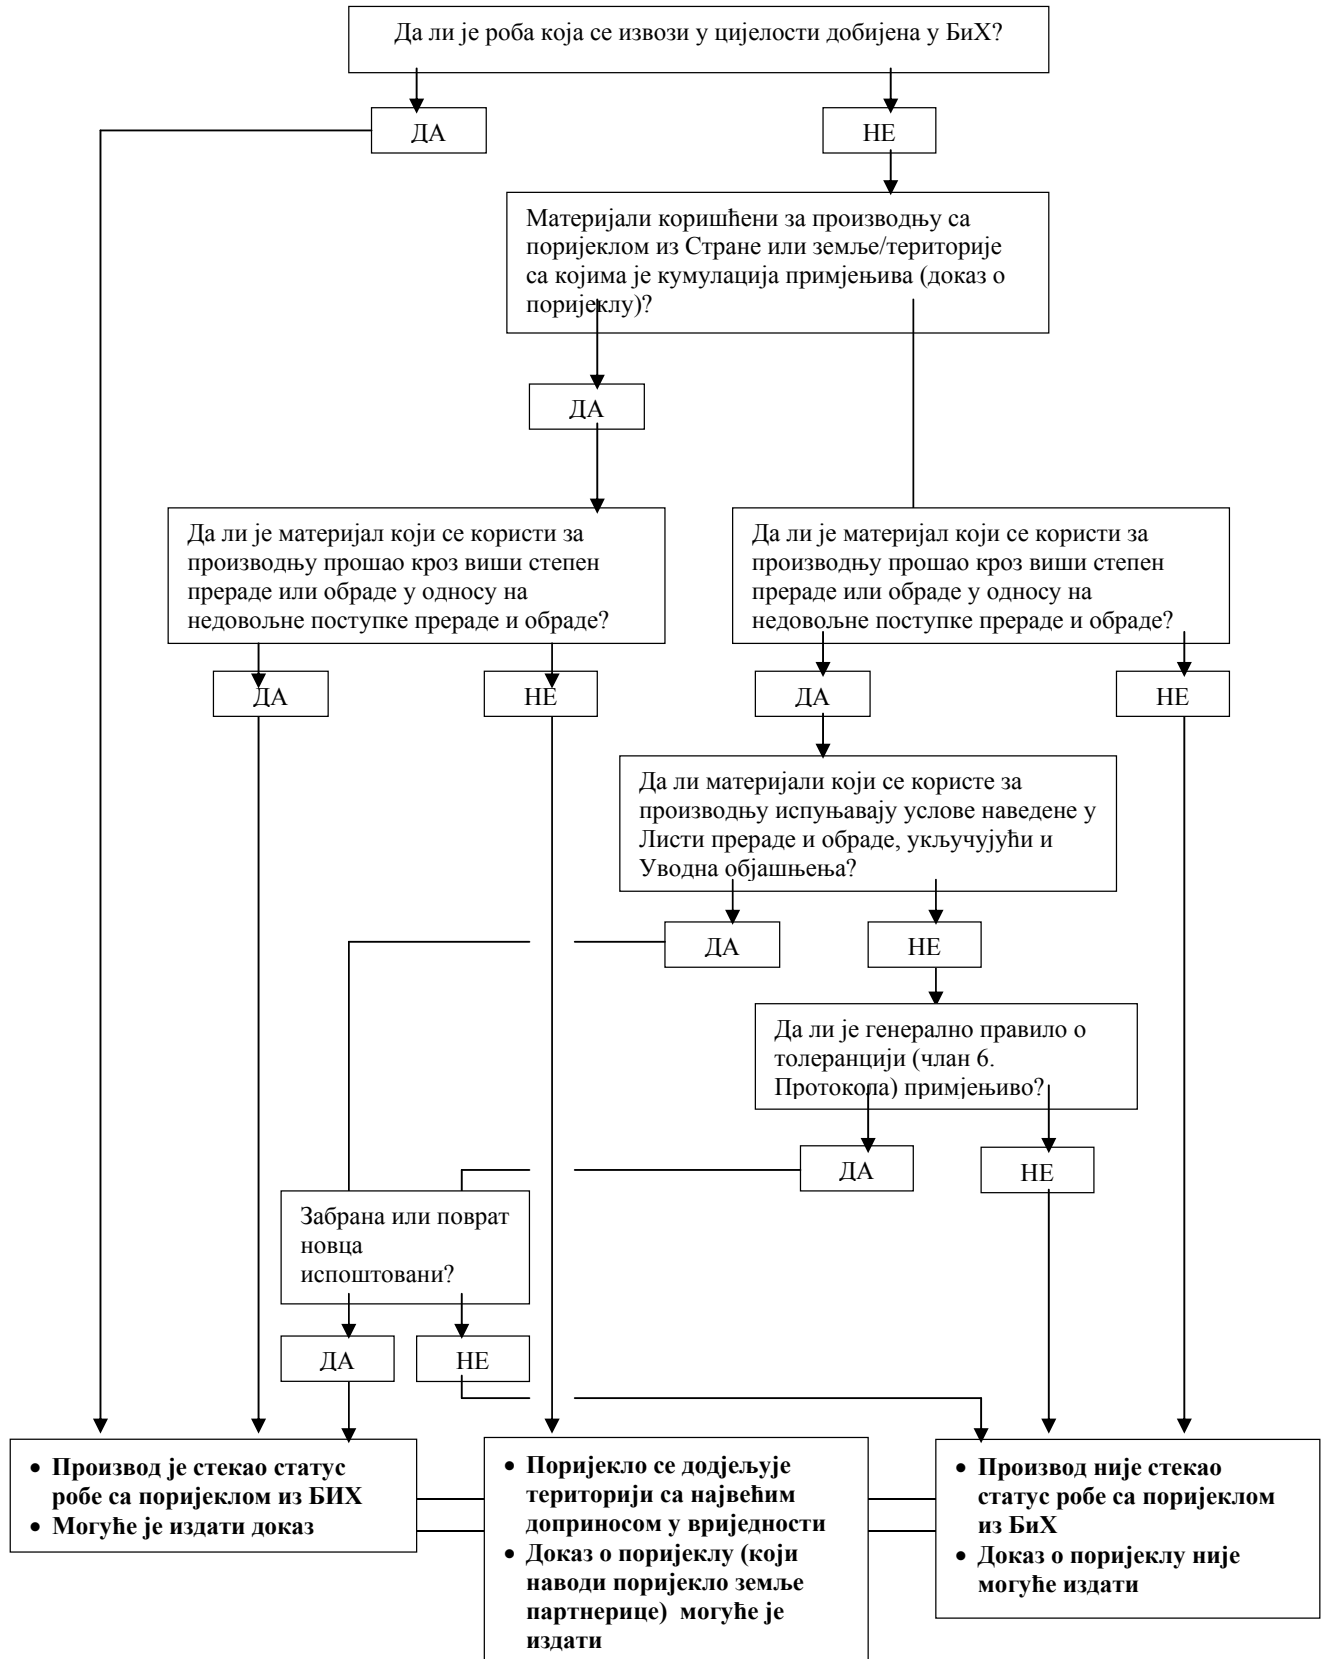 Да ли је роба која се извози у цијелости добијена у БиХ?
ДА
НЕ
Материјали коришћени за производњу са
поријеклом из Стране или земље/територије
са којима је кумулација примјењива (доказ о
поријеклу)?
ДА
Да ли је материјал који се користи за
производњу прошао кроз виши степен
прераде или обраде у односу на
недовољне поступке прераде и обраде?
Да ли је материјал који се користи за
производњу прошао кроз виши степен
прераде или обраде у односу на
недовољне поступке прераде и обраде?
ДА
НЕ
ДА
НЕ
Да ли материјали који се користе за
производњу испуњавају услове наведене у
Листи прераде и обраде, укључујући и
Уводна објашњења?
ДА
НЕ
Да ли је генерално правило о
толеранцији (члан 6.
Протокола) примјењиво?
ДА
НЕ
Забрана или поврат
новца
испоштовани?
ДА
НЕ
• Производ је стекао статус
робе са поријеклом из БИХ
• Могуће је издати доказ
• Поријекло се додјељује
територији са највећим
доприносом у вриједности
• Доказ о поријеклу (који
наводи поријекло земље
партнерице) могуће је
издати
• Производ није стекао
статус робе са поријеклом
из БиХ
• Доказ о поријеклу није
могуће издати